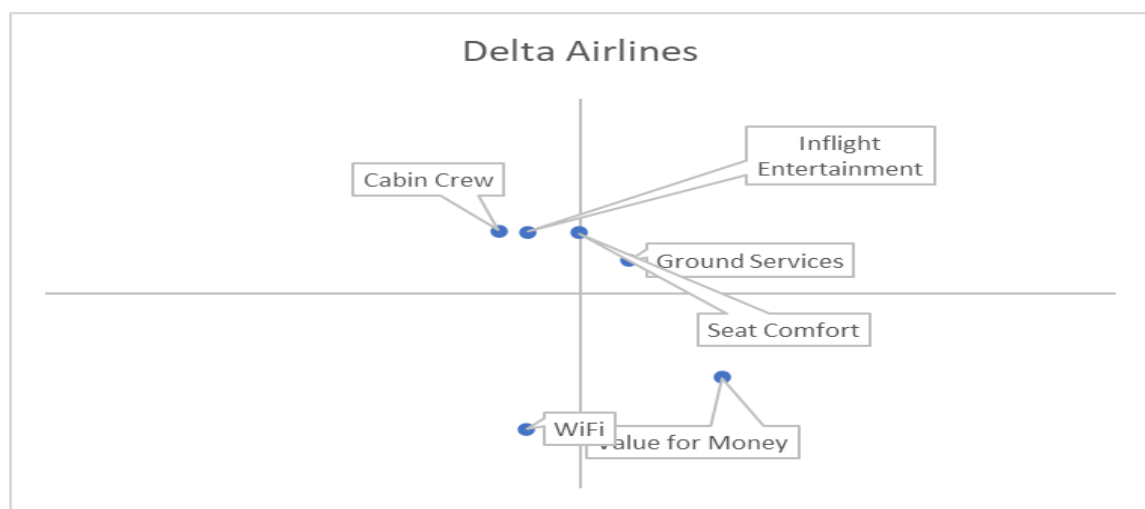 Delta Airlines
Inflight
Entertainment
Cabin Crew
Ground Services
Seat Comfort
WiFi
Value for Money